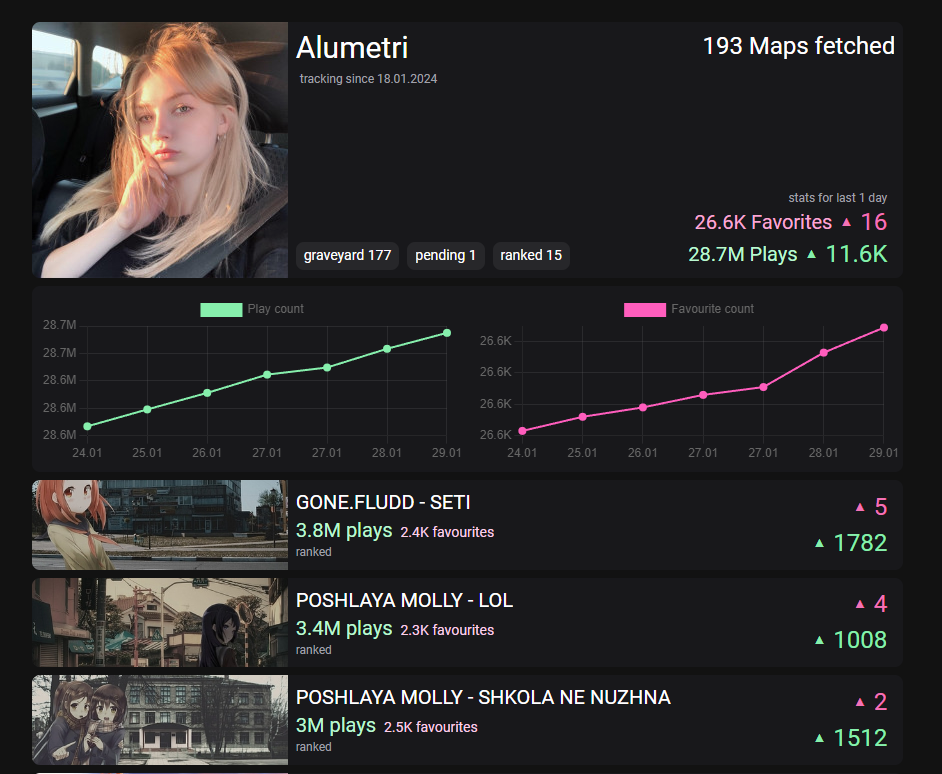 Alumetri
193 Maps fetched
tracking since 18.01.2024
stats for last 1 day
26.6K Favorites ▲ 16
graveyard 177 pending 1 ranked 15
28.7M Plays ▲ 11.6K
Play count
28.7M
28.7M
28.6M
28.6M
28.6M
24.01 25.01 26.01 27.01 27.01 28.01 29.01
Favourite count
26.6K
26.6K
26.6K
26.6K
24.01 25.01 26.01 27.01 27.01 28.01 29.01
GONE.FLUDD - SETI
▲ 5
3.8M plays 2.4K favourites
▲ 1782
ranked
POSHLAYA MOLLY - LOL
▲ 4
3.4M plays 2.3K favourites
▲ 1008
ranked
POSHLAYA MOLLY - SHKOLA NE NUZHNA
▲ 2
3M plays 2.5K favourites
▲ 1512
ranked